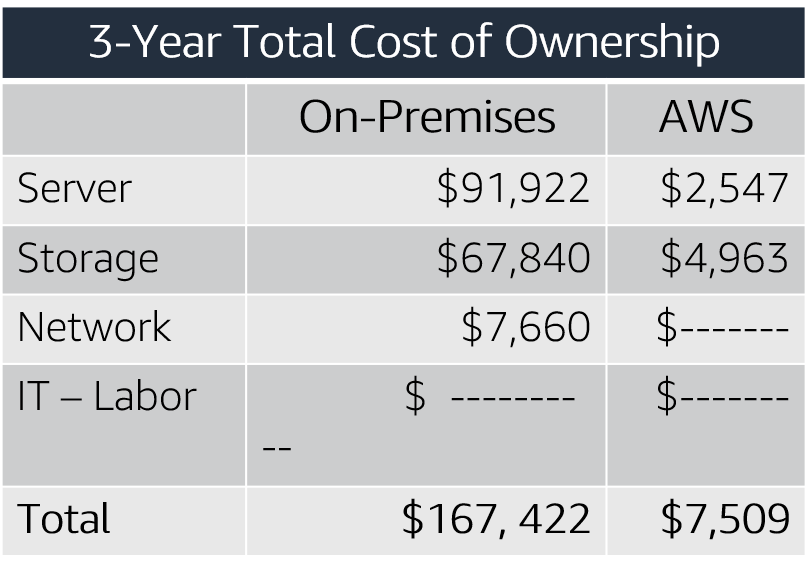 3-Year Total Cost of Ownership
On-Premises AWS
Server $91,922 $2,547
Storage $67,840 $4,963
Network $7,660 $-------
IT – Labor $ -------- $-------
--
Total $167, 422 $7,509